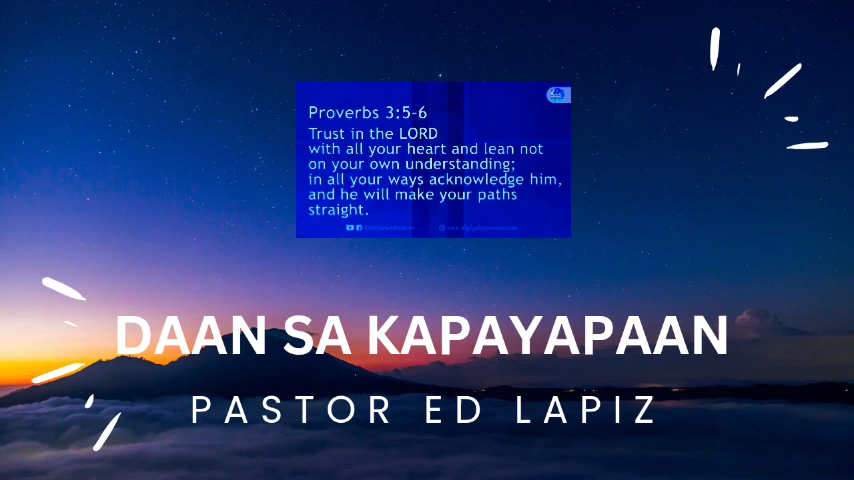 Proverbs 3:5-6
Trust in the LORD
with all your heart and lean not
on your own understanding;
in all your ways acknowledge him,
and he will make your paths
straight.
DAAN SA KAPAYAPAAN
PASTOR ED LAPIZ